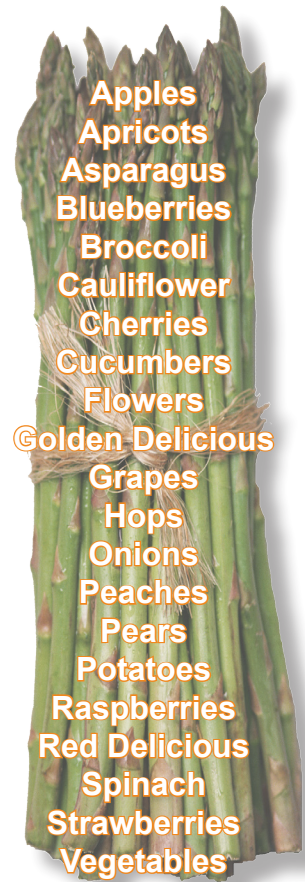 Apples
Apricots
Asparagus
Blueberries
Broccoli
Cauliflower
Cherries
Cucumbers
Flowers
Golden Delicious
Grapes
Hops
Onions
Peaches
Pears
Potatoes
Raspberries
Red Delicious
Spinach
Strawberries
Vegetables